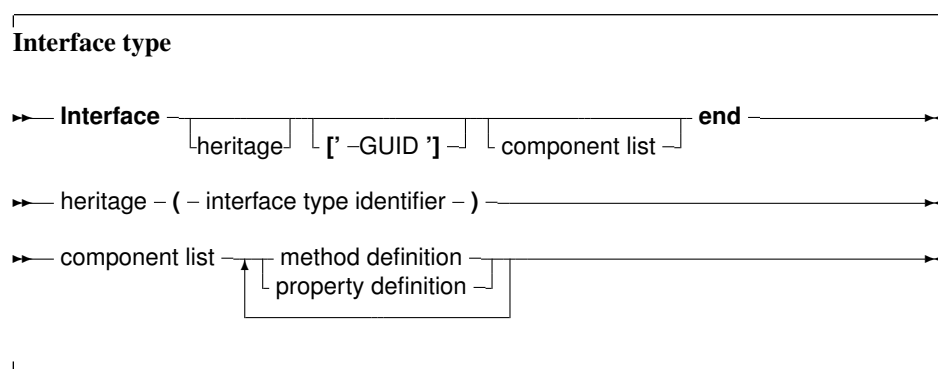 Interface type
Interface heritage [' GUID '] component list end
heritage ( interface type identifier )
component list method definition
property definition